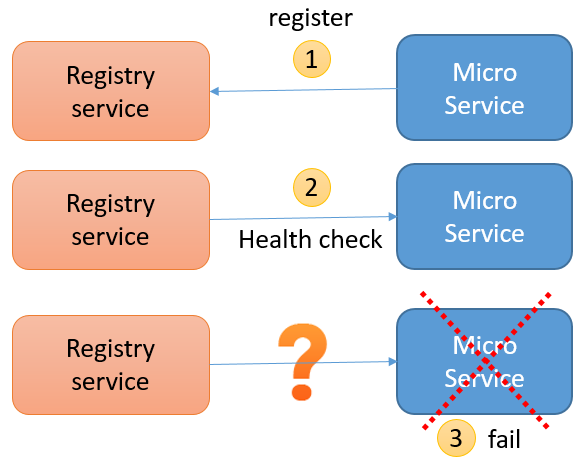 register
1
Registry
service
Micro
Service
2
Registry
service
Health check
Micro
Service
Registry
service
?
Micro
Service
3
fail